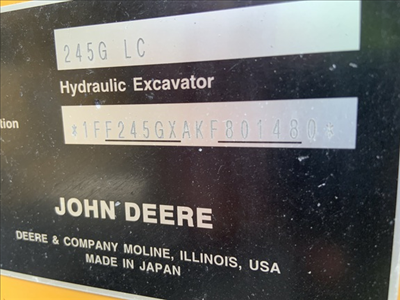 245G LC
Hydraulic Excavator
tion
*1FF245GXAKF801480*
JOHN DEERE
DEERE & COMPANY MOLINE, ILLINOIS, USA
MADE IN JAPAN